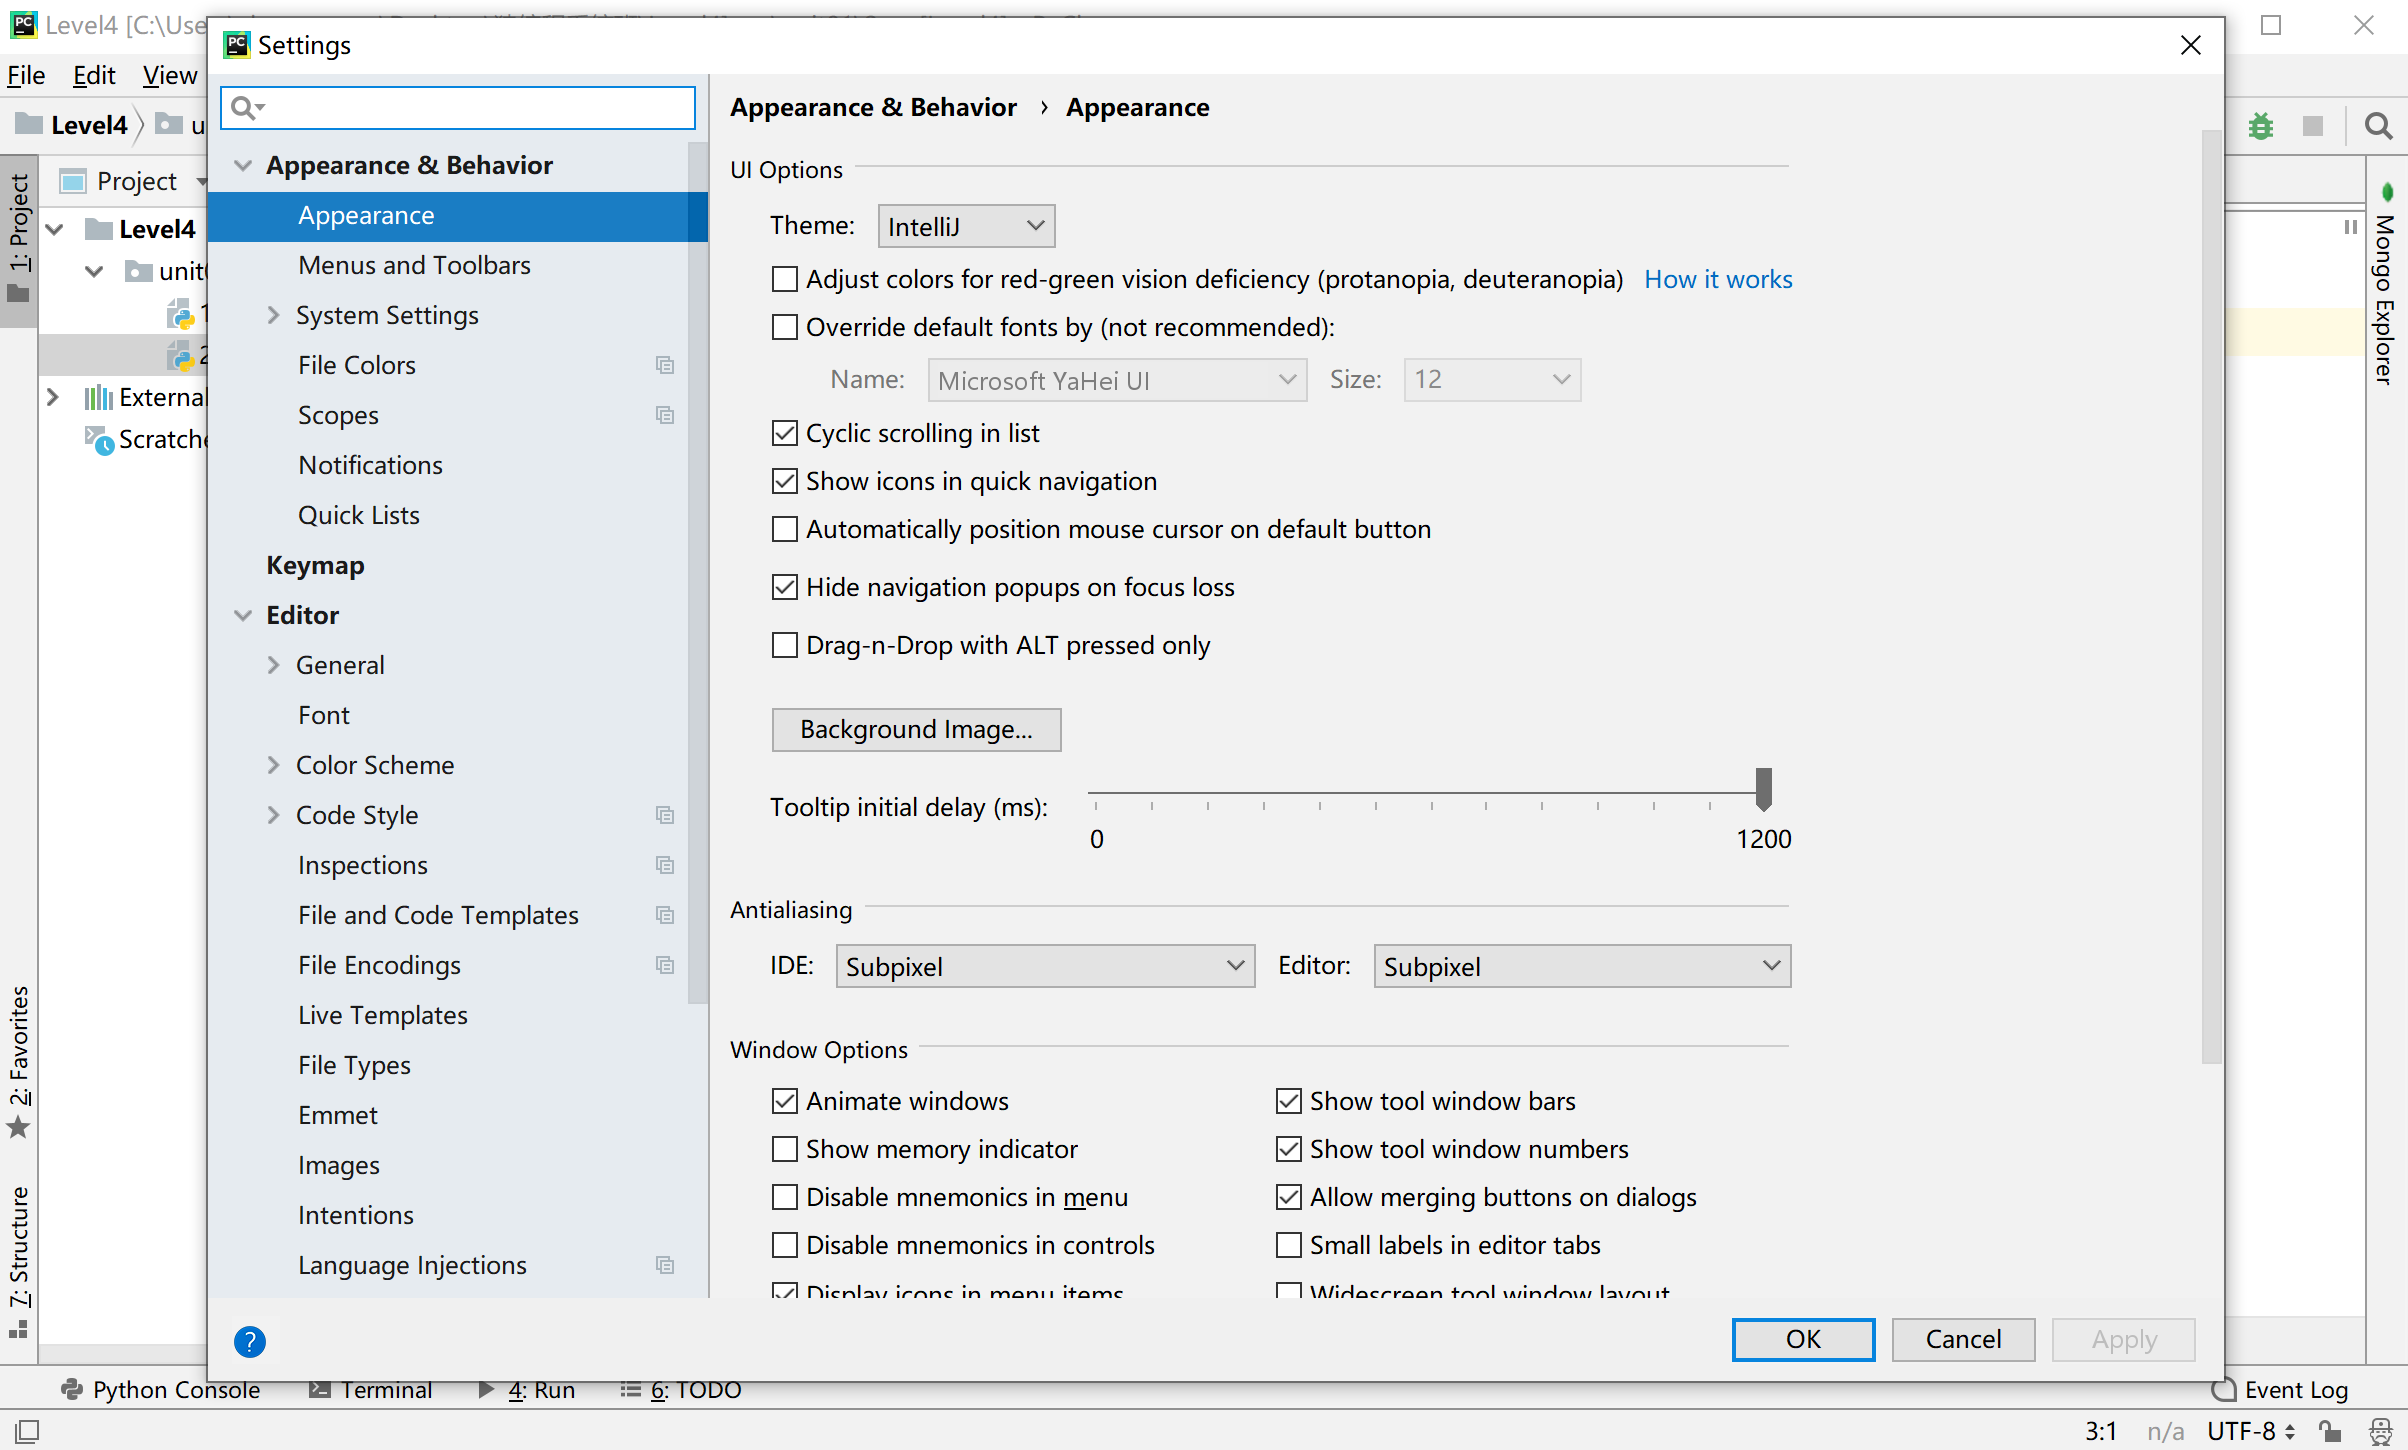 Level4 [C:\Use
Settings
File Edit View
Level4
Project
Level4
External
1: Project
2: Favorites
7: Structure
Appearance & Behavior
Appearance
Menus and Toolbars
System Settings
File Colors
Scopes
Notifications
Quick Lists
Keymap
Editor
General
Font
Color Scheme
Code Style
Inspections
File and Code Templates
File Encodings
Live Templates
File Types
Emmet
Images
Intentions
Language Injections
Appearance & Behavior › Appearance
UI Options
Theme: IntelliJ
Adjust colors for red-green vision deficiency (protanopia, deuteranopia) How it works
Override default fonts by (not recommended):
Name: Microsoft YaHei UI Size: 12
Cyclic scrolling in list
Show icons in quick navigation
Automatically position mouse cursor on default button
Hide navigation popups on focus loss
Drag-n-Drop with ALT pressed only
Background Image...
Tooltip initial delay (ms):
0 1200
Antialiasing
IDE: Subpixel Editor: Subpixel
Window Options
Animate windows Show tool window bars
Show memory indicator Show tool window numbers
Disable mnemonics in menu Allow merging buttons on dialogs
Disable mnemonics in controls Small labels in editor tabs
Display icons in menu items Widescreen tool window layout
? OK Cancel Apply
Mongo Explorer
Python Console Terminal 4: Run 6: TODO Event Log
3:1 n/a UTF-8